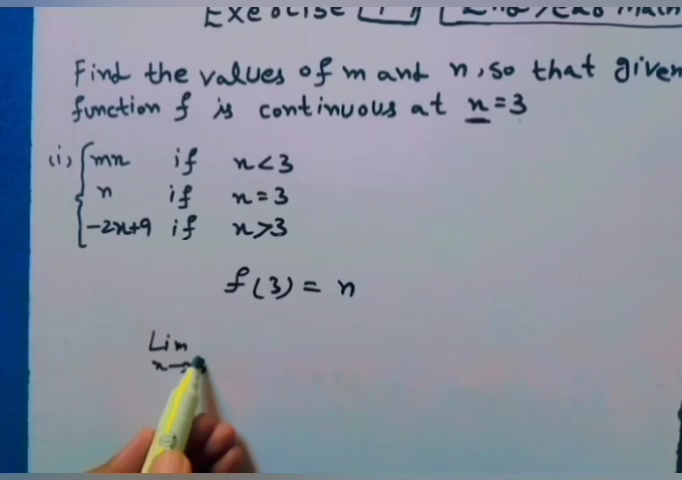 Find the values of m and n, so that given
function f is continuous at x=3
(i) mx if x<3
n if x=3
-2x+9 if x>3
f(3) = n
Lim
x→